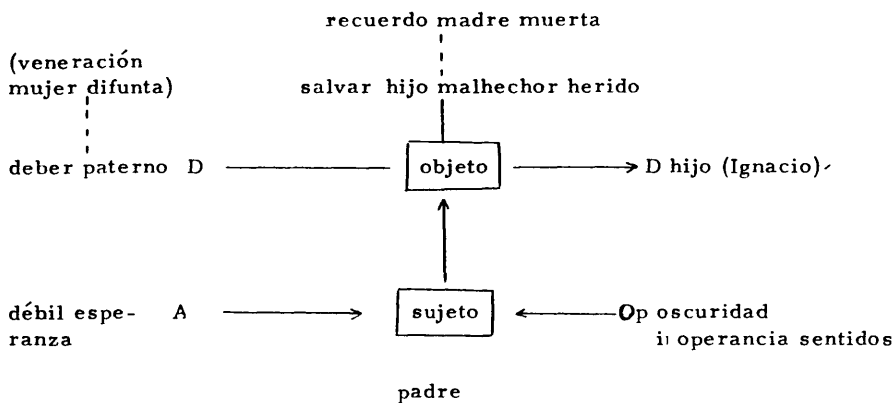 recuerdo madre muerta
(veneración
mujer difunta)
salvar hijo malhechor herido
deber paterno D
objeto
D hijo (Ignacio)
débil espe- A
ranza
sujeto
Op oscuridad
inoperancia sentidos
padre